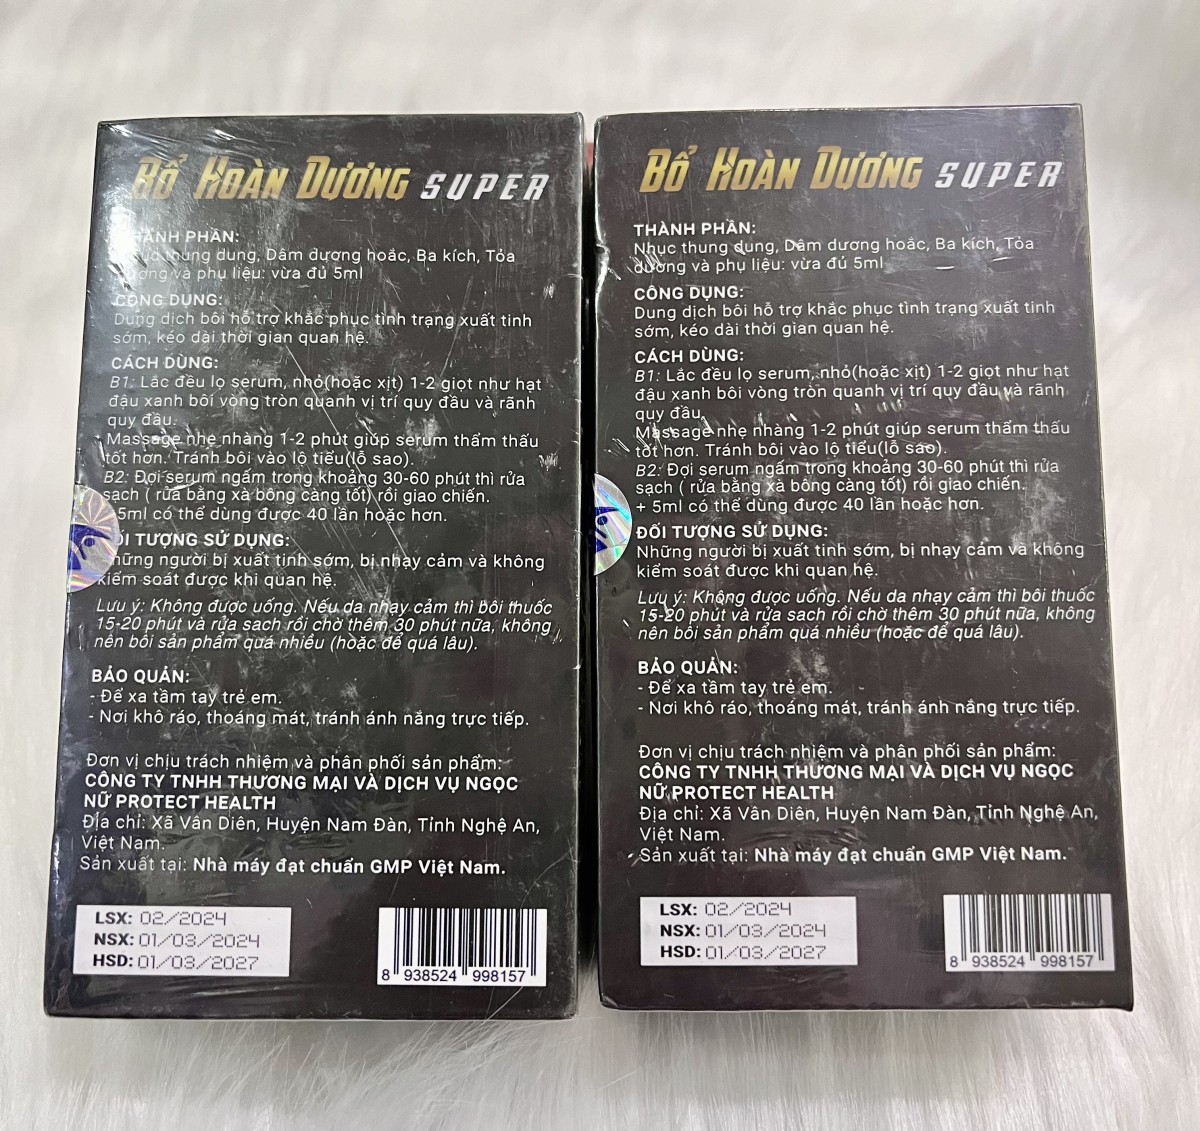 BỔ HOÀN DƯƠNG SUPER
THÀNH PHẦN:
Nhục thung dung, Dâm dương hoắc, Ba kích, Tỏa
dương và phụ liệu: vừa đủ 5ml
CÔNG DỤNG:
Dung dịch bôi hỗ trợ khắc phục tình trạng xuất tinh
sớm, kéo dài thời gian quan hệ.
CÁCH DÙNG:
B1: Lắc đều lọ serum, nhỏ(hoặc xịt) 1-2 giọt như hạt
đậu xanh bôi vòng tròn quanh vị trí quy đầu và rãnh
quy đầu.
Massage nhẹ nhàng 1-2 phút giúp serum thẩm thấu
tốt hơn. Tránh bôi vào lộ tiểu(lỗ sao).
B2: Đợi serum ngấm trong khoảng 30-60 phút thì rửa
sạch ( rửa bằng xà bông càng tốt) rồi giao chiến.
5ml có thể dùng được 40 lần hoặc hơn.
ĐỐI TƯỢNG SỬ DỤNG:
Những người bị xuất tinh sớm, bị nhạy cảm và không
kiểm soát được khi quan hệ.
Lưu ý: Không được uống. Nếu da nhạy cảm thì bôi thuốc
15-20 phút và rửa sạch rồi chờ thêm 30 phút nữa, không
nên bôi sản phẩm quá nhiều (hoặc để quá lâu).
BẢO QUẢN:
- Để xa tầm tay trẻ em.
- Nơi khô ráo, thoáng mát, tránh ánh nắng trực tiếp.
Đơn vị chịu trách nhiệm và phân phối sản phẩm:
CÔNG TY TNHH THƯƠNG MẠI VÀ DỊCH VỤ NGỌC
NỮ PROTECT HEALTH
Địa chỉ: Xã Vân Diên, Huyện Nam Đàn, Tỉnh Nghệ An,
Việt Nam.
Sản xuất tại: Nhà máy đạt chuẩn GMP Việt Nam.
LSX: 02/2024
NSX: 01/03/2024
HSD: 01/03/2027
8 938524 998157
BỔ HOÀN DƯƠNG SUPER
THÀNH PHẦN:
Nhục thung dung, Dâm dương hoắc, Ba kích, Tỏa
dương và phụ liệu: vừa đủ 5ml
CÔNG DỤNG:
Dung dịch bôi hỗ trợ khắc phục tình trạng xuất tinh
sớm, kéo dài thời gian quan hệ.
CÁCH DÙNG:
B1: Lắc đều lọ serum, nhỏ(hoặc xịt) 1-2 giọt như hạt
đậu xanh bôi vòng tròn quanh vị trí quy đầu và rãnh
quy đầu.
Massage nhẹ nhàng 1-2 phút giúp serum thẩm thấu
tốt hơn. Tránh bôi vào lộ tiểu(lỗ sao).
B2: Đợi serum ngấm trong khoảng 30-60 phút thì rửa
sạch ( rửa bằng xà bông càng tốt) rồi giao chiến.
+ 5ml có thể dùng được 40 lần hoặc hơn.
ĐỐI TƯỢNG SỬ DỤNG:
Những người bị xuất tinh sớm, bị nhạy cảm và không
kiểm soát được khi quan hệ.
Lưu ý: Không được uống. Nếu da nhạy cảm thì bôi thuốc
15-20 phút và rửa sạch rồi chờ thêm 30 phút nữa, không
nên bôi sản phẩm quá nhiều (hoặc để quá lâu).
BẢO QUẢN:
- Để xa tầm tay trẻ em.
- Nơi khô ráo, thoáng mát, tránh ánh nắng trực tiếp.
Đơn vị chịu trách nhiệm và phân phối sản phẩm:
CÔNG TY TNHH THƯƠNG MẠI VÀ DỊCH VỤ NGỌC
NỮ PROTECT HEALTH
Địa chỉ: Xã Vân Diên, Huyện Nam Đàn, Tỉnh Nghệ An,
Việt Nam.
Sản xuất tại: Nhà máy đạt chuẩn GMP Việt Nam.
LSX: 02/2024
NSX: 01/03/2024
HSD: 01/03/2027
8 938524 998157